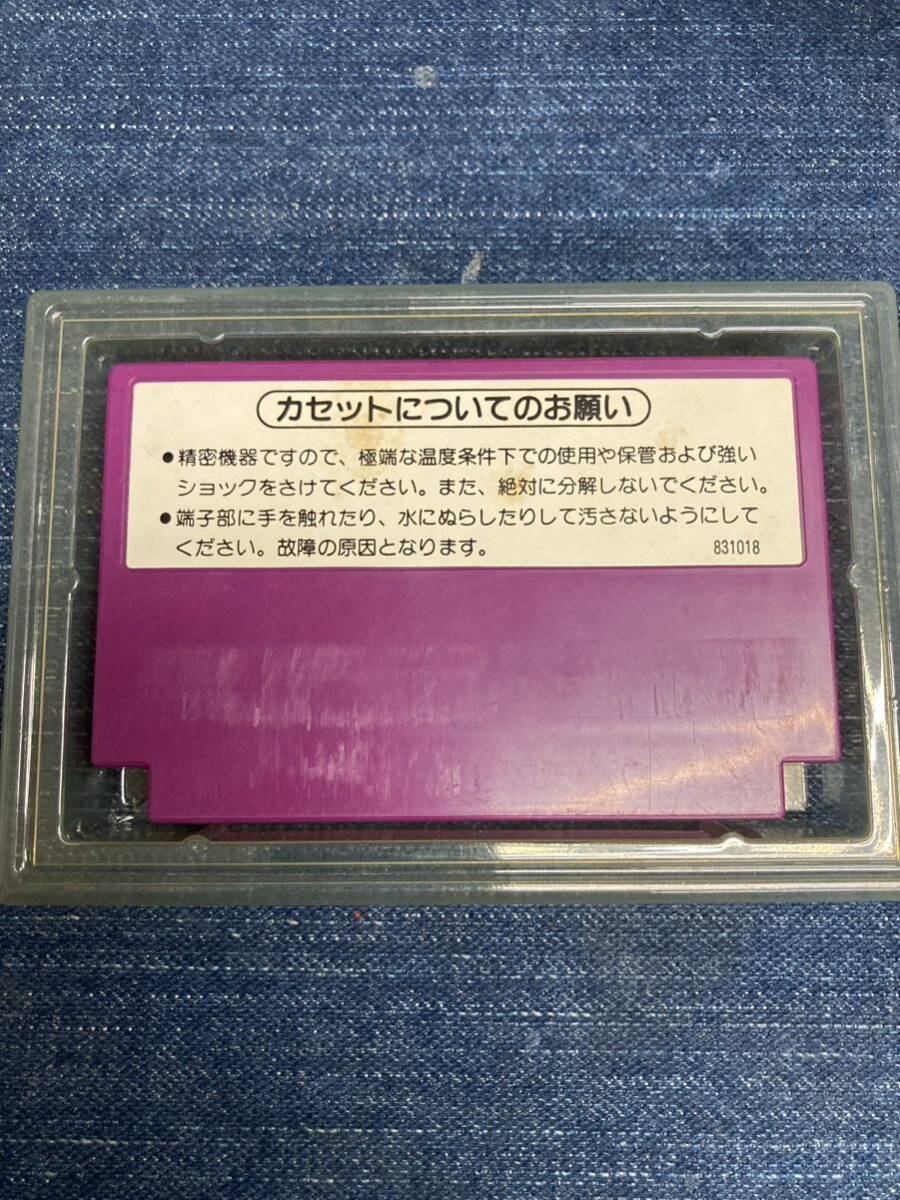 カセットについてのお願い
●精密機器ですので、極端な温度条件下での使用や保管および強い
ショックをさけてください。また、絶対に分解しないでください。
●端子部に手を触れたり、水にぬらしたりして汚さないようにして
ください。故障の原因となります。 831018